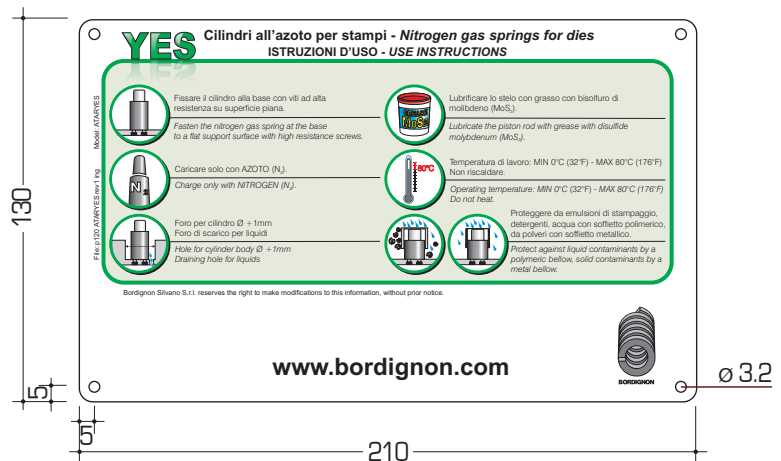 YES
Cilindri all'azoto per stampi - Nitrogen gas springs for dies
ISTRUZIONI D'USO - USE INSTRUCTIONS
Model: ATARYES
File: p120 ATARYES rev1 ing
Fissare il cilindro alla base con viti ad alta
resistenza su superficie piana.
Fasten the nitrogen gas spring at the base
to a flat support surface with high resistance screws.
N2
Caricare solo con AZOTO (N2).
Charge only with NITROGEN (N2).
Foro per cilindro Ø +1mm
Foro di scarico per liquidi
Hole for cylinder body Ø +1mm
Draining hole for liquids
GREASE
MoS2
Lubrificare lo stelo con grasso con bisolfuro di
molibdeno (MoS2).
Lubricate the piston rod with grease with disulfide
molybdenum (MoS2).
80°C
Temperatura di lavoro: MIN 0°C (32°F) - MAX 80°C (176°F)
Non riscaldare.
Operating temperature: MIN 0°C (32°F) - MAX 80°C (176°F)
Do not heat.
Proteggere da emulsioni di stampaggio,
detergenti, acqua con soffietto polimerico,
da polveri con soffietto metallico.
Protect against liquid contaminants by a
polymeric bellow, solid contaminants by a
metal bellow.
Bordignon Silvano S.r.l. reserves the right to make modifications to this information, without prior notice.
www.bordignon.com
BORDIGNON
130
5
5
210
ø 3.2